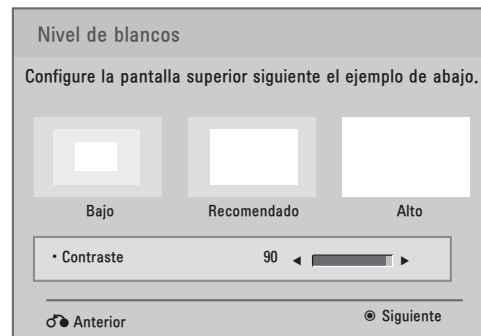 Nivel de blancos
Configure la pantalla superior siguiente el ejemplo de abajo.
Bajo Recomendado Alto
• Contraste 90 ◄ ►
Anterior ◉ Siguiente